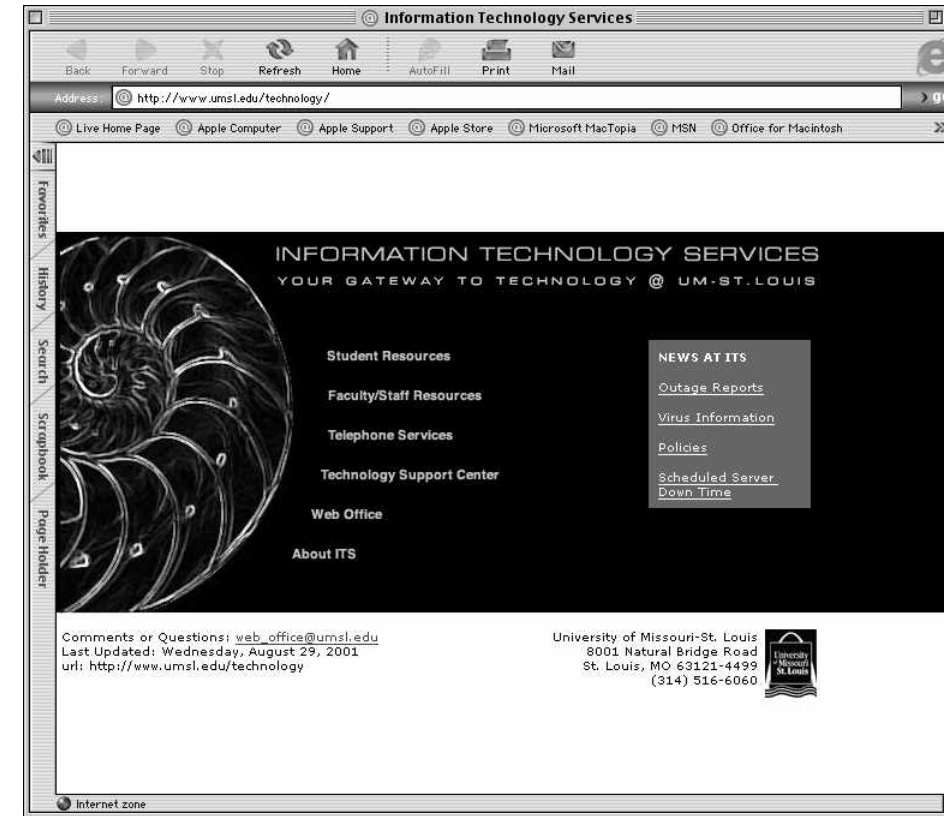 Information Technology Services
Back Forward Stop Refresh Home AutoFill Print Mail
Address: http://www.umsl.edu/technology/
Live Home Page Apple Computer Apple Support Apple Store Microsoft MacTopia MSN Office for Macintosh
Favorites
History
Search
Scrapbook
Page Holder
INFORMATION TECHNOLOGY SERVICES
YOUR GATEWAY TO TECHNOLOGY @ UM-ST.LOUIS
Student Resources
Faculty/Staff Resources
Telephone Services
Technology Support Center
Web Office
About ITS
NEWS AT ITS
Outage Reports
Virus Information
Policies
Scheduled Server
Down Time
Comments or Questions: web_office@umsl.edu
Last Updated: Wednesday, August 29, 2001
url: http://www.umsl.edu/technology
University of Missouri-St. Louis
8001 Natural Bridge Road
St. Louis, MO 63121-4499
(314) 516-6060
University
of Missouri
St. Louis
Internet zone